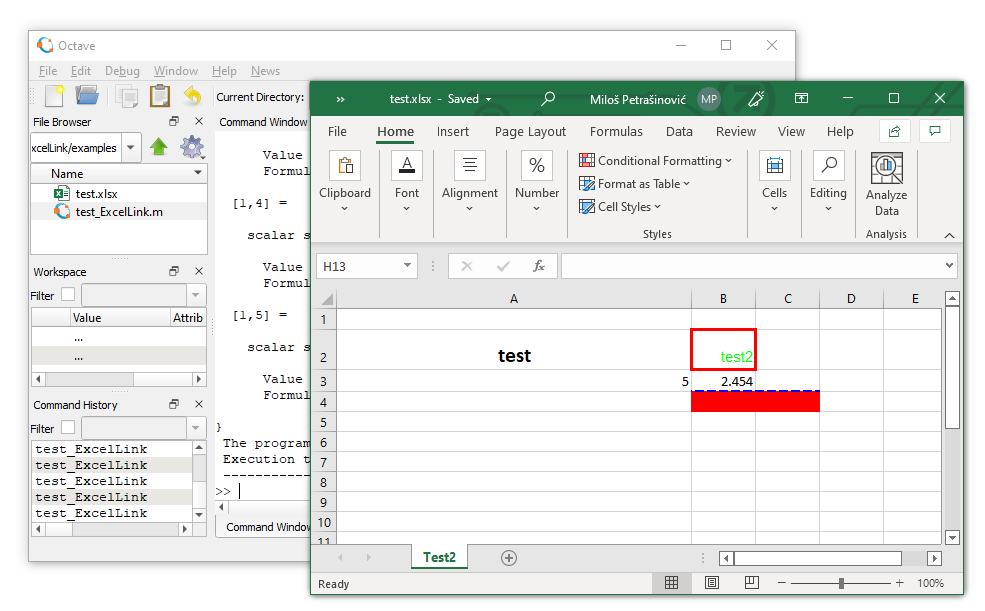 Octave
File Edit Debug Window Help News
Current Directory:
File Browser
xcelLink/examples
Name
test.xlsx
test_ExcelLink.m
Workspace
Filter
Value Attrib
...
...
Command History
Filter
test_ExcelLink
test_ExcelLink
test_ExcelLink
test_ExcelLink
test_ExcelLink
Command Window
Value
Formul
[1,4] =
scalar s
Value
Formul
[1,5] =
scalar s
Value
Formul
}
The program
Execution t
------------
>>
Command Window
test.xlsx - Saved
Miloš Petrašinović MP
File Home Insert Page Layout Formulas Data Review View Help
Clipboard
Font
Alignment
%
Number
Conditional Formatting
Format as Table
Cell Styles
Styles
Cells
Editing
Analyze
Data
Analysis
H13 fx
A B C D E
1
2 test test2
3 5 2.454
4
5
6
7
8
9
10
11
Test2
Ready 100%